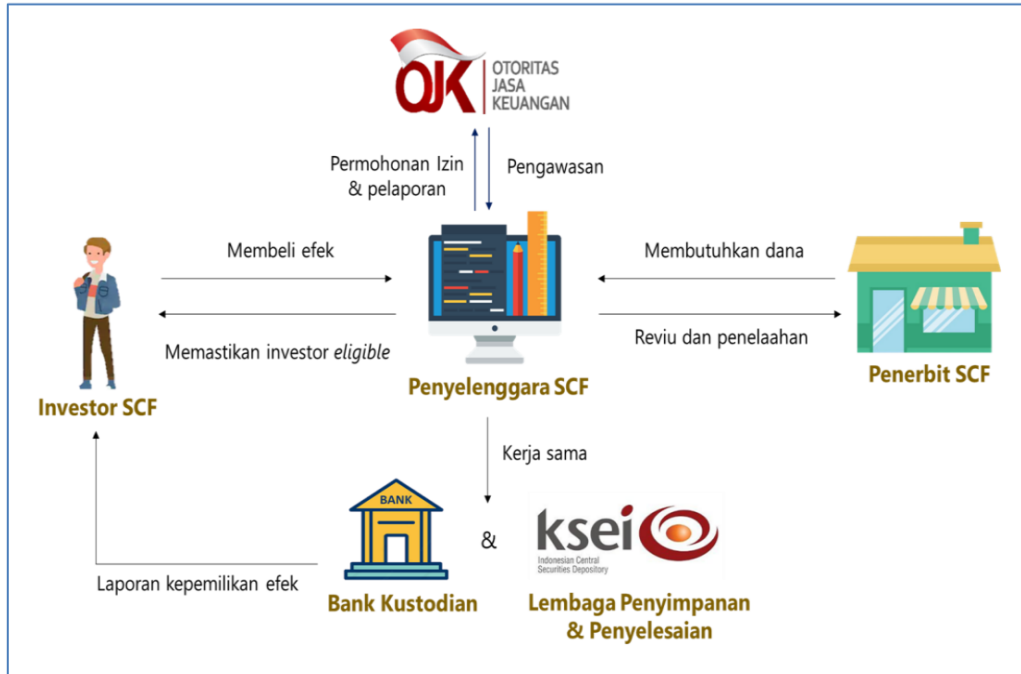 OJK
OTORITAS
JASA
KEUANGAN
Permohonan Izin
& pelaporan
Pengawasan
Membeli efek
Membutuhkan dana
Memastikan investor eligible
Reviu dan penelaahan
Investor SCF
Penyelenggara SCF
Penerbit SCF
Kerja sama
BANK
&
ksei
Indonesian Central
Securities Depository
Laporan kepemilikan efek
Bank Kustodian
Lembaga Penyimpanan
& Penyelesaian